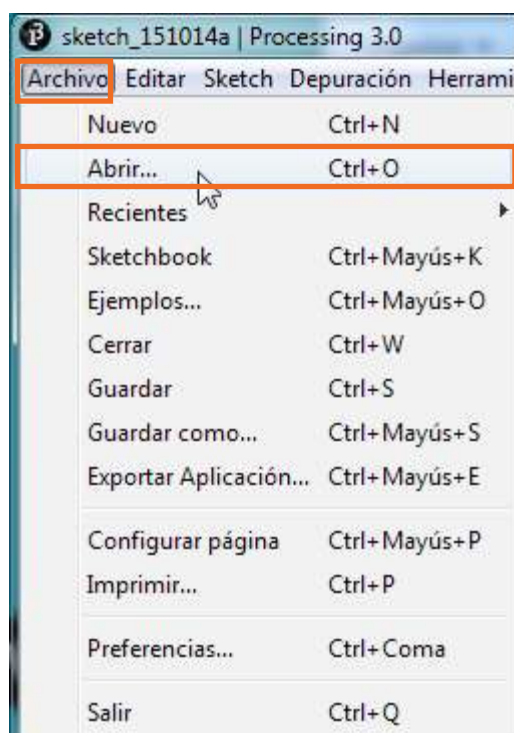 sketch_151014a | Processing 3.0
Archivo Editar Sketch Depuración Herrami
Nuevo Ctrl+N
Abrir... Ctrl+O
Recientes
Sketchbook Ctrl+Mayús+K
Ejemplos... Ctrl+Mayús+O
Cerrar Ctrl+W
Guardar Ctrl+S
Guardar como... Ctrl+Mayús+S
Exportar Aplicación... Ctrl+Mayús+E
Configurar página Ctrl+Mayús+P
Imprimir... Ctrl+P
Preferencias... Ctrl+Coma
Salir Ctrl+Q